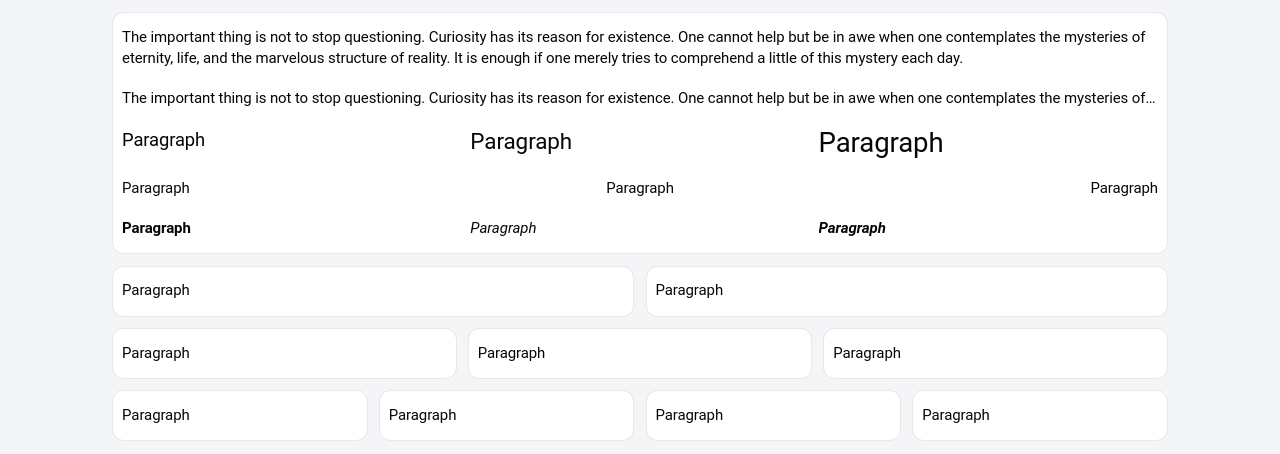 The important thing is not to stop questioning. Curiosity has its reason for existence. One cannot help but be in awe when one contemplates the mysteries of
eternity, life, and the marvelous structure of reality. It is enough if one merely tries to comprehend a little of this mystery each day.
The important thing is not to stop questioning. Curiosity has its reason for existence. One cannot help but be in awe when one contemplates the mysteries of…
Paragraph Paragraph Paragraph
Paragraph Paragraph Paragraph
Paragraph Paragraph Paragraph
Paragraph Paragraph
Paragraph Paragraph Paragraph
Paragraph Paragraph Paragraph Paragraph